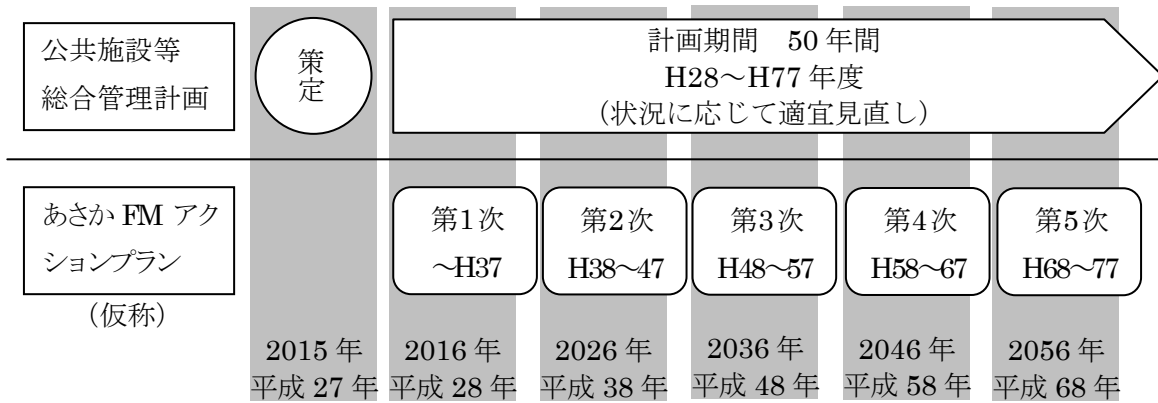 公共施設等
総合管理計画
策定
計画期間 50年間
H28～H77年度
(状況に応じて適宜見直し)
あさか FM アク
ションプラン
(仮称)
第1次
～H37
第2次
H38～47
第3次
H48～57
第4次
H58～67
第5次
H68～77
2015年
平成27年
2016年
平成28年
2026年
平成38年
2036年
平成48年
2046年
平成58年
2056年
平成68年